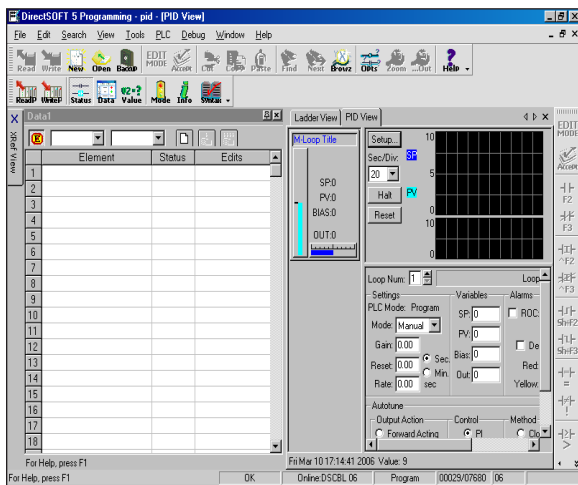 DirectSOFT 5 Programming - pid - [PID View]
File Edit Search View Tools PLC Debug Window Help
Read Write New Open Backup EDIT MODE Accept Cut Copy Paste Find Next Browz Opts Zoom ...Out Help
ReadP WriteP Status Data Value Mode Info Syntax
Data1
Ladder View PID View
XRef View
Element Status Edits
1
2
3
4
5
6
7
8
9
10
11
12
13
14
15
16
17
18
M-Loop Title
SP:0
PV:0
BIAS:0
OUT:0
Setup...
Sec/Div:
20
Halt
Reset
SP
PV
10
5
0
10
0
Loop Num: 1 Loop
Settings Variables Alarms
PLC Mode: Program
Mode: Manual
Gain: 0.00
Reset: 0.00
Rate: 0.00 sec
Sec.
Min.
SP: 0
PV: 0
Bias: 0
Out: 0
ROC:
De
Red:
Yellow:
Autotune
Output Action Control Method
Forward Acting PI Clo
EDIT MODE
Accept
F2
F3
^F2
^F3
Sh+F2
Sh+F3
=
!
>
For Help, press F1
Fri Mar 10 17:14:41 2006 Value: 9
For Help, press F1 OK Online:DSCBL 06 Program 00029/07680 06